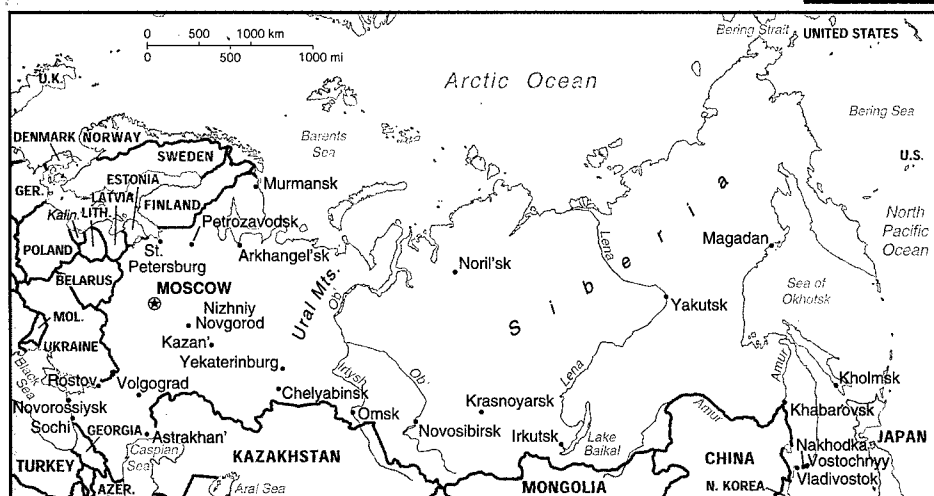 Bering Strait
UNITED STATES
0 500 1000 km
0 500 1000 mi
U.K.
Arctic Ocean
Bering Sea
Barents
Sea
DENMARK
NORWAY
SWEDEN
U.S.
GER.
ESTONIA
LATVIA
Murmansk
Kalin.
LITH.
FINLAND
Petrozavodsk
North
Pacific
Ocean
POLAND
St.
Petersburg
Arkhangel'sk
Lena
Magadan
Noril'sk
BELARUS
MOSCOW
Ural Mts.
Ob'
Siberia
Sea of
Okhotsk
Yakutsk
MOL.
Nizhniy
Novgorod
UKRAINE
Kazan'
Yekaterinburg
Black
Sea
Irtysh
Ob'
Lena
Amur
Rostov
Volgograd
Chelyabinsk
Kholmsk
Novorossiysk
Omsk
Krasnoyarsk
Amur
Khabarovsk
Sochi
GEORGIA
Astrakhan'
Novosibirsk
Irkutsk
Lake
Baikal
Nakhodka
JAPAN
Caspian
Sea
KAZAKHSTAN
CHINA
Vostochnyy
TURKEY
Vladivostok
AZER.
Aral Sea
MONGOLIA
N. KOREA